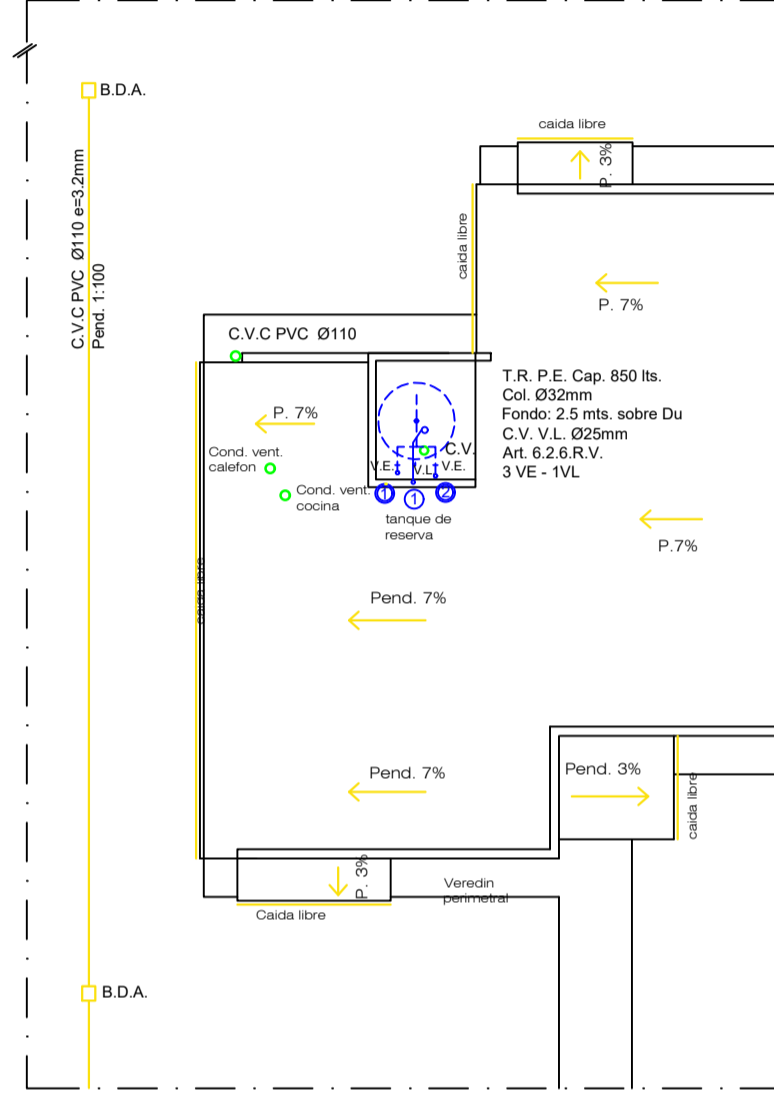 B.D.A.
caida libre
P. 3%
C.V.C PVC Ø110 e=3.2mm
Pend. 1:100
caida libre
P. 7%
C.V.C PVC Ø110
T.R. P.E. Cap. 850 lts.
Col. Ø32mm
Fondo: 2.5 mts. sobre Du
C.V. V.L. Ø25mm
Art. 6.2.6.R.V.
3 VE - 1VL
P. 7%
Cond. vent.
calefon
C.V.
V.E.
V.L.
V.E.
Cond. vent.
cocina
1
1
2
tanque de
reserva
P.7%
caida libre
Pend. 7%
Pend. 7%
Pend. 3%
caida libre
P. 3%
Veredin
perimetral
Caida libre
B.D.A.